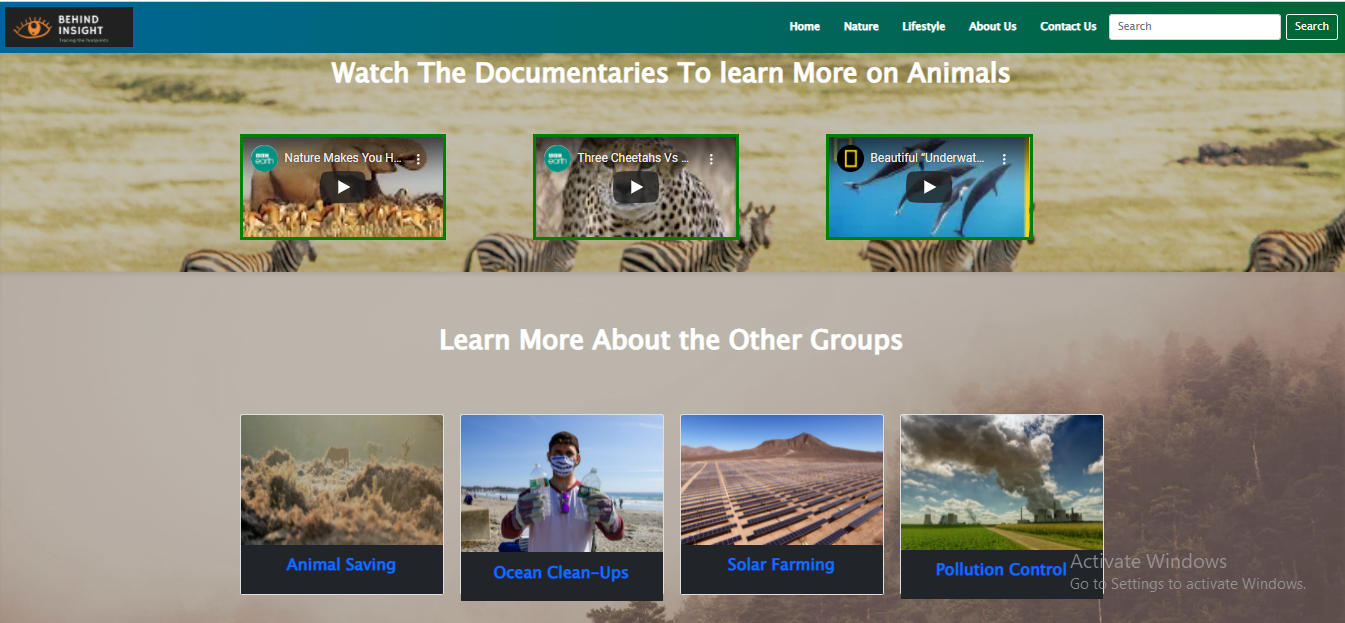 BEHIND
INSIGHT
Tracing the footprints
Home Nature Lifestyle About Us Contact Us Search Search
Watch The Documentaries To learn More on Animals
BBC earth Nature Makes You H...
BBC earth Three Cheetahs Vs ...
Beautiful "Underwat...
Learn More About the Other Groups
Animal Saving
Ocean Clean-Ups
Solar Farming
Pollution Control
Activate Windows
Go to Settings to activate Windows.